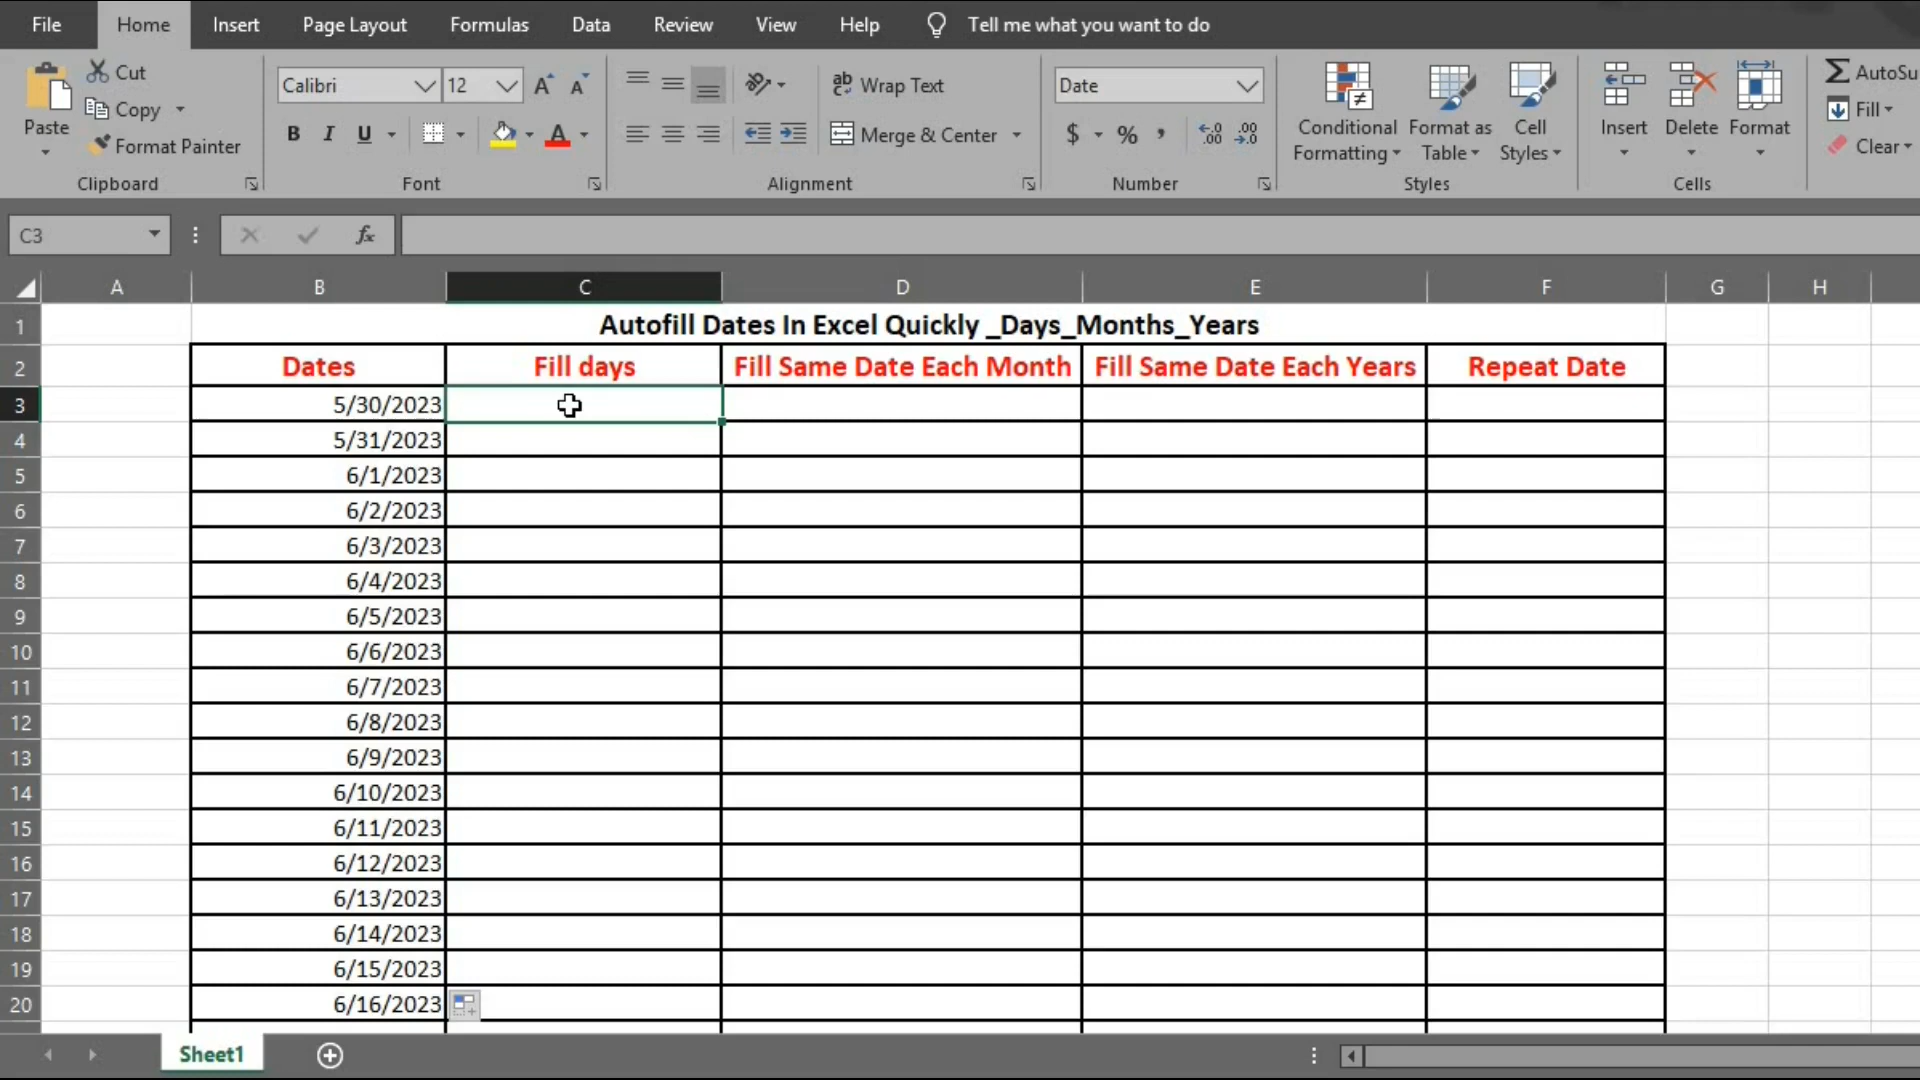 File Home Insert Page Layout Formulas Data Review View Help Tell me what you want to do
Cut
Copy
Format Painter
Paste
Clipboard
Calibri 12 A A
B I U A
Font
ab Wrap Text
Merge & Center
Alignment
Date
$ % ,
Number
Conditional Formatting
Format as Table
Cell Styles
Styles
Insert Delete Format
Cells
Σ AutoSu
Fill
Clear
C3 fx
A B C D E F G H
1 Autofill Dates In Excel Quickly _Days_Months_Years
2 Dates Fill days Fill Same Date Each Month Fill Same Date Each Years Repeat Date
3 5/30/2023
4 5/31/2023
5 6/1/2023
6 6/2/2023
7 6/3/2023
8 6/4/2023
9 6/5/2023
10 6/6/2023
11 6/7/2023
12 6/8/2023
13 6/9/2023
14 6/10/2023
15 6/11/2023
16 6/12/2023
17 6/13/2023
18 6/14/2023
19 6/15/2023
20 6/16/2023
Sheet1